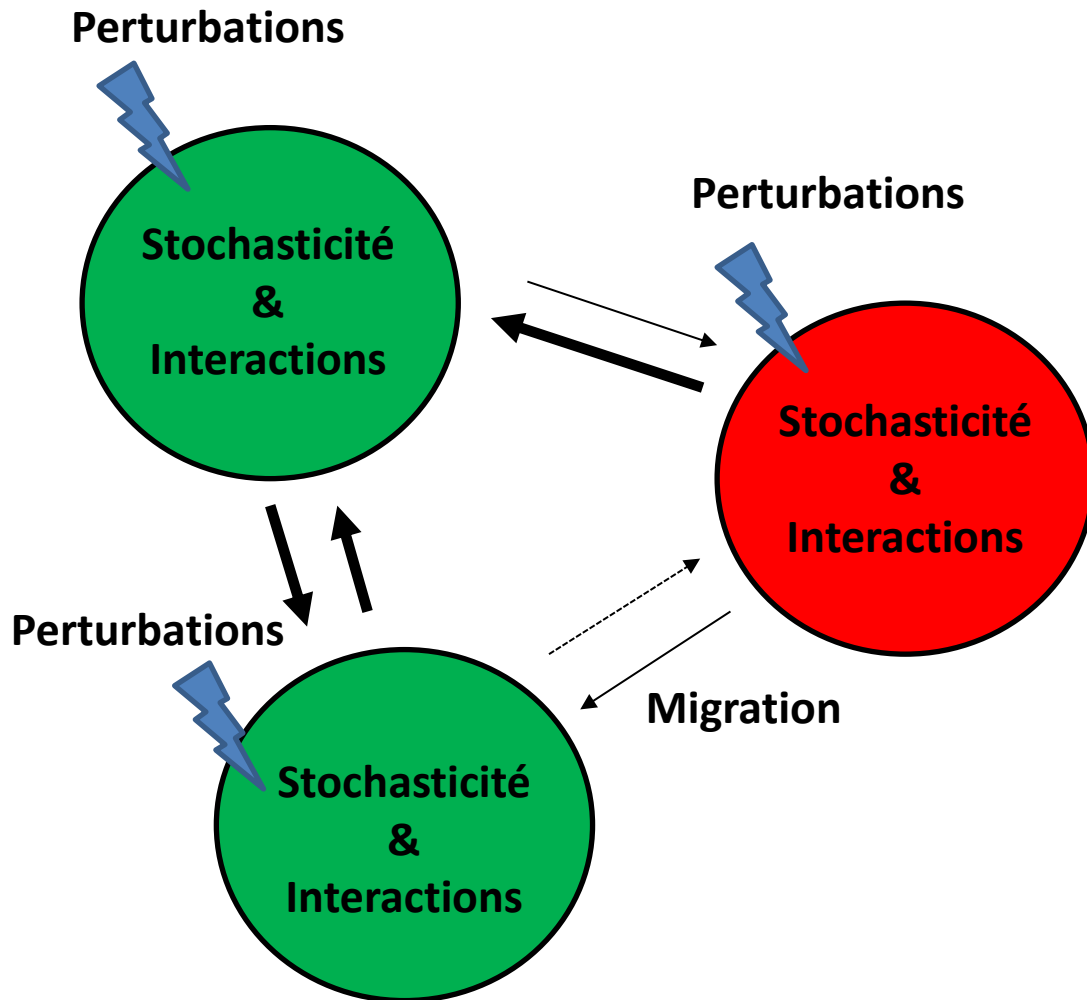 Perturbations
Stochasticité
&
Interactions
Perturbations
Stochasticité
&
Interactions
Perturbations
Migration
Stochasticité
&
Interactions